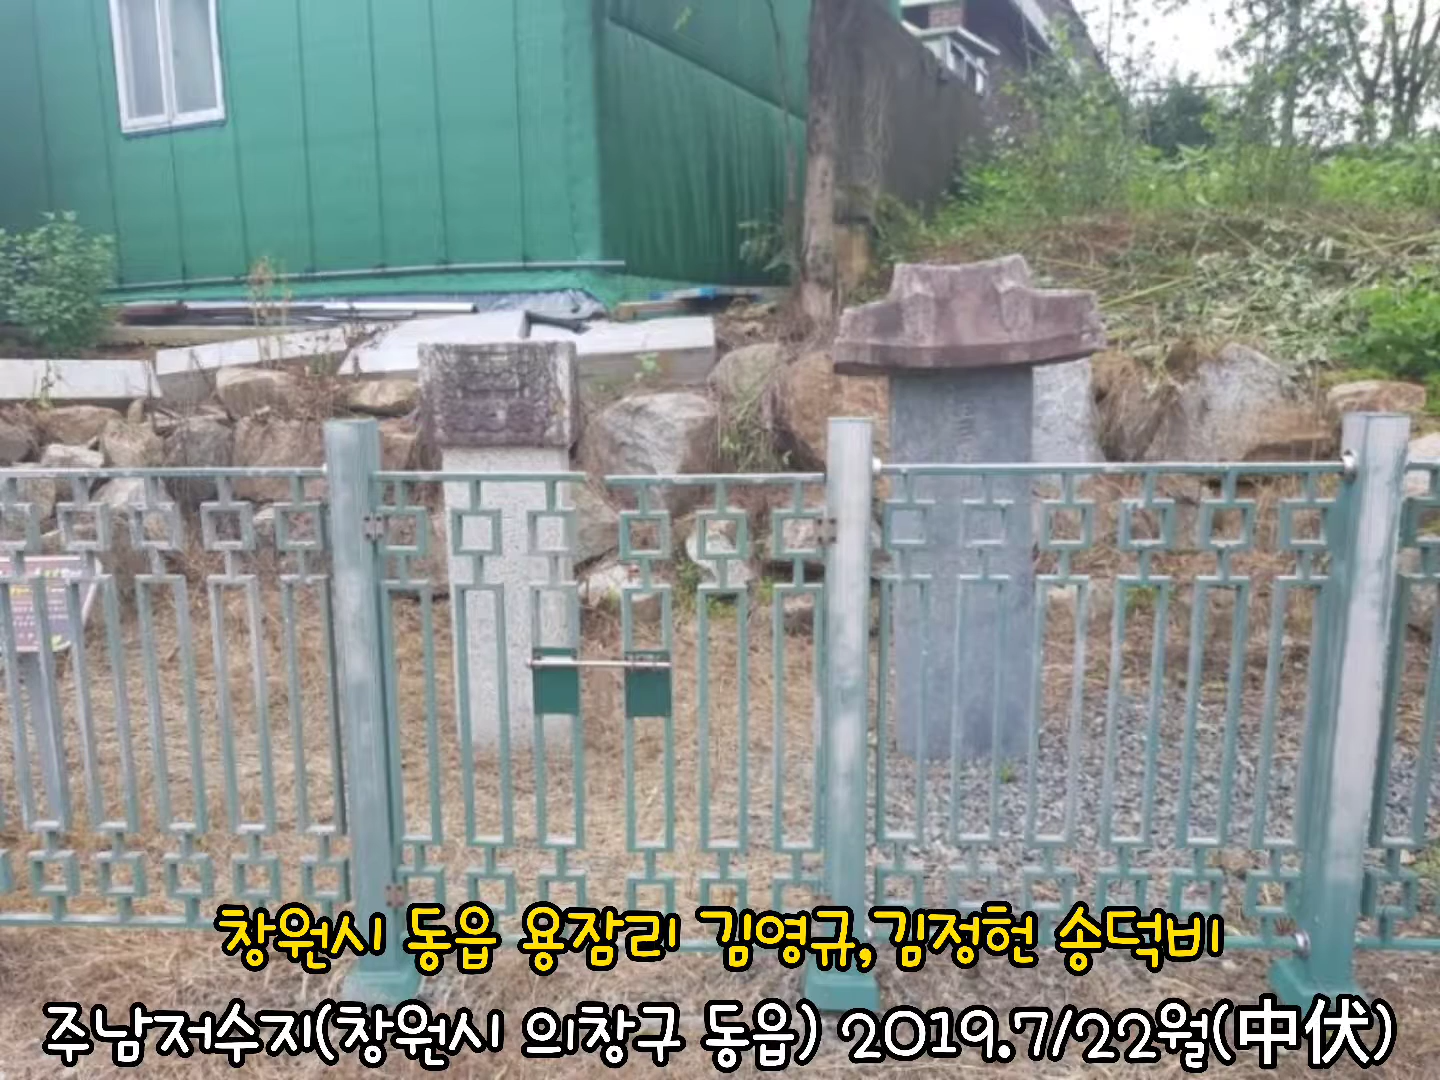 창원시 동읍 용잠리 김영규,김정헌 송덕비
주남저수지(창원시 의창구 동읍) 2019.7/22월(中伏)